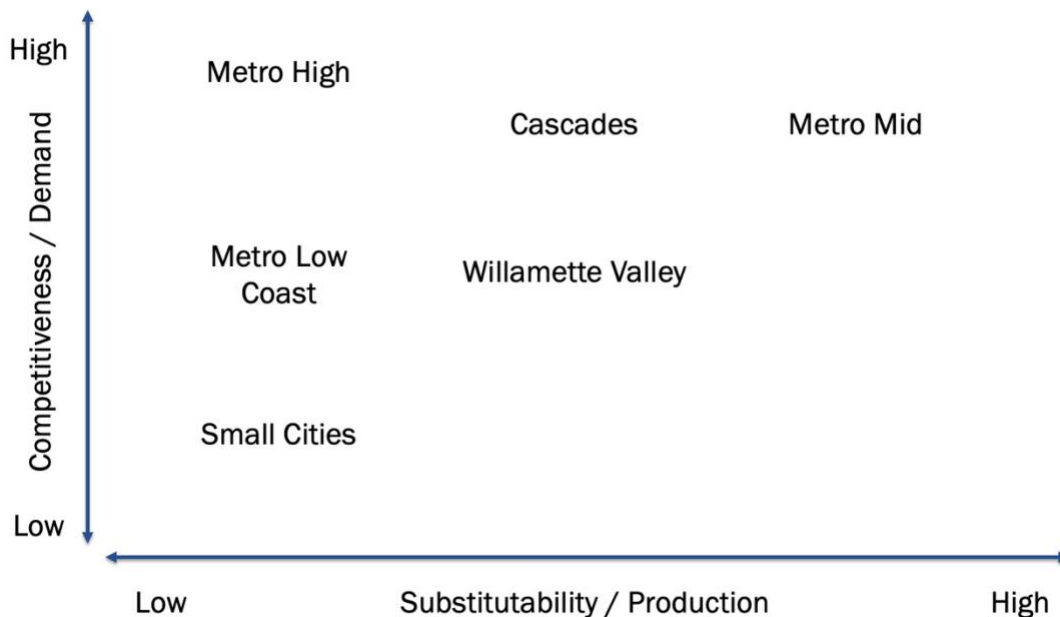 High
Metro High
Cascades
Metro Mid
Competitiveness / Demand
Metro Low
Coast
Willamette Valley
Small Cities
Low
Low
Substitutability / Production
High